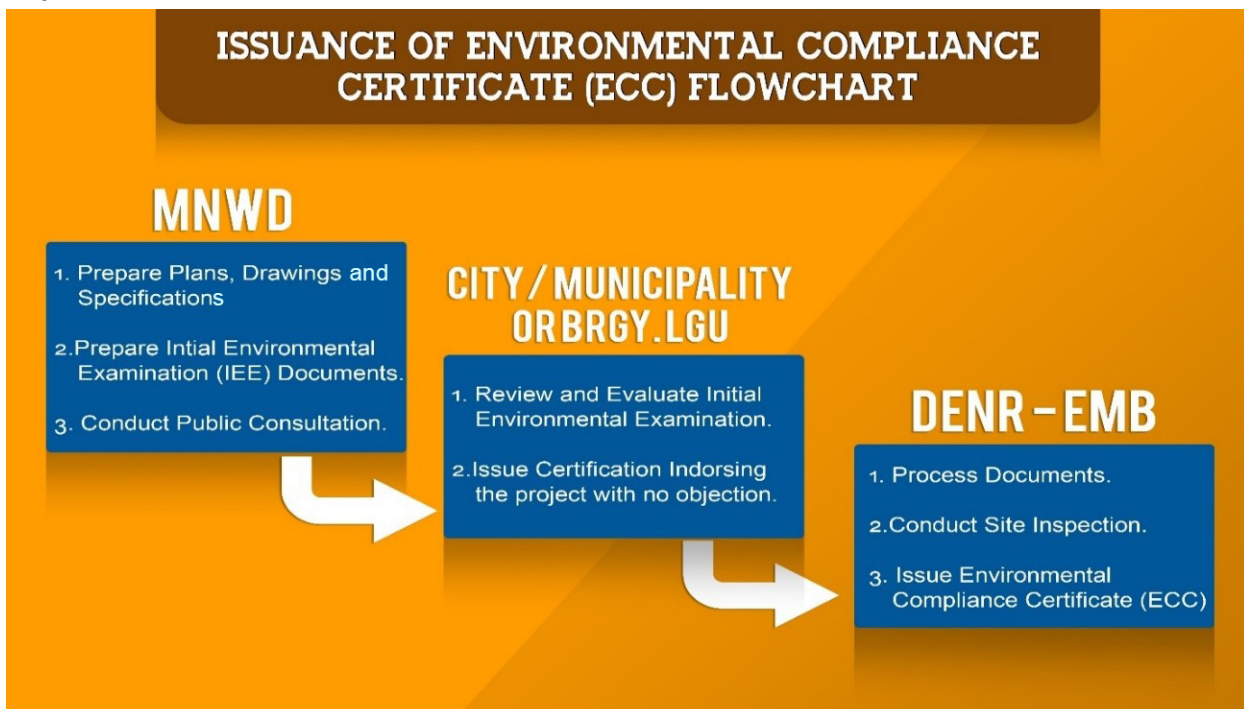 ISSUANCE OF ENVIRONMENTAL COMPLIANCE
CERTIFICATE (ECC) FLOWCHART
MNWD
1. Prepare Plans, Drawings and
Specifications
2.Prepare Intial Environmental
Examination (IEE) Documents.
3. Conduct Public Consultation.
CITY/MUNICIPALITY
OR BRGY.LGU
1. Review and Evaluate Initial
Environmental Examination.
2.Issue Certification Indorsing
the project with no objection.
DENR – EMB
1. Process Documents.
2.Conduct Site Inspection.
3. Issue Environmental
Compliance Certificate (ECC)